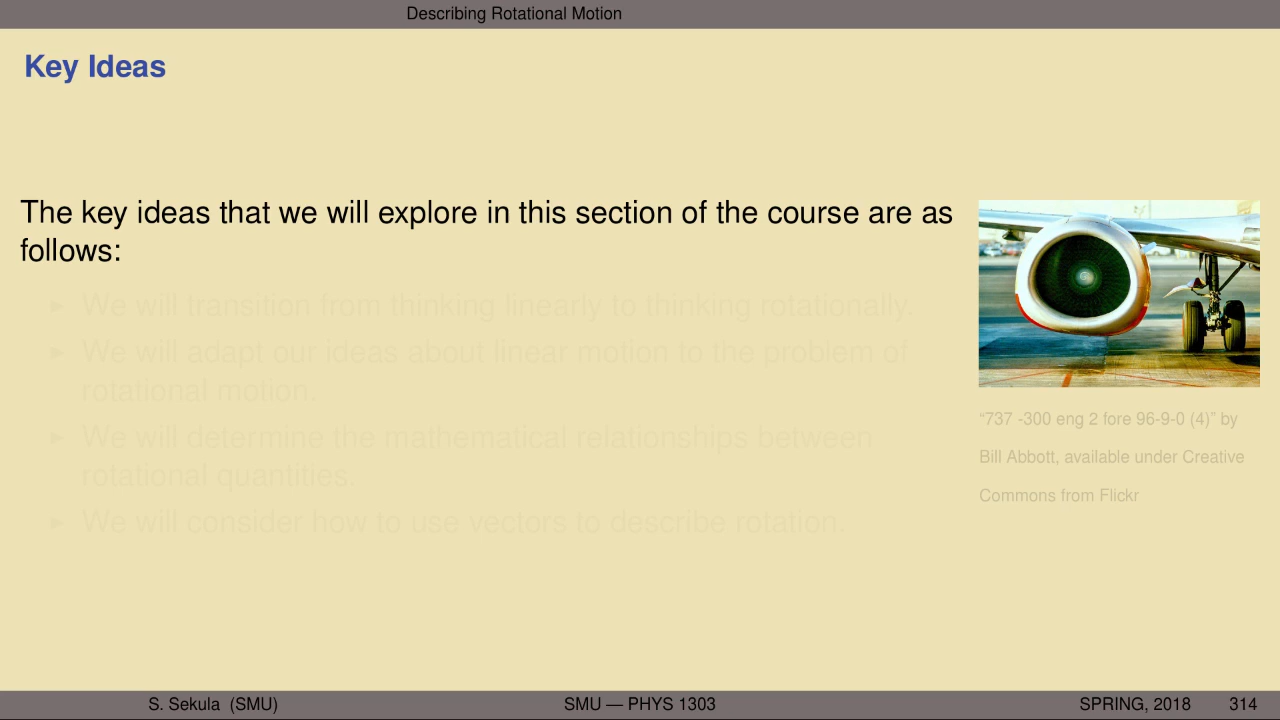 Describing Rotational Motion
Key Ideas
The key ideas that we will explore in this section of the course are as
follows:
► We will transition from thinking linearly to thinking rotationally.
► We will adapt our ideas about linear motion to the problem of
rotational motion.
► We will determine the mathematical relationships between
rotational quantities.
► We will consider how to use vectors to describe rotation.
“737 -300 eng 2 fore 96-9-0 (4)” by
Bill Abbott, available under Creative
Commons from Flickr
S. Sekula (SMU) SMU — PHYS 1303 SPRING, 2018 314